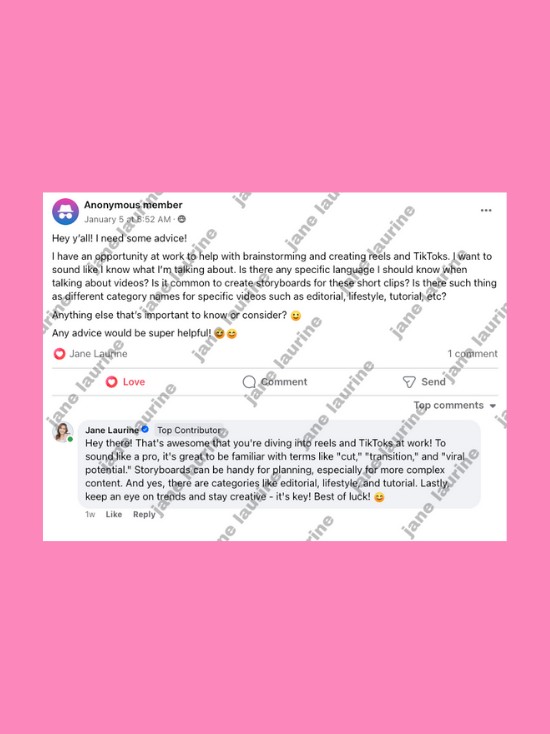 Anonymous member
January 5 at 8:52 AM ·
Hey y'all! I need some advice!
I have an opportunity at work to help with brainstorming and creating reels and TikToks. I want to
sound like I know what I'm talking about. Is there any specific language I should know when
talking about videos? Is it common to create storyboards for these short clips? Is there such thing
as different category names for specific videos such as editorial, lifestyle, tutorial, etc?
Anything else that's important to know or consider? 😉
Any advice would be super helpful! 😅😄
Jane Laurine
1 comment
Love
Comment
Send
Top comments
Jane Laurine Top Contributor
Hey there! That's awesome that you're diving into reels and TikToks at work! To
sound like a pro, it's great to be familiar with terms like "cut," "transition," and "viral
potential." Storyboards can be handy for planning, especially for more complex
content. And yes, there are categories like editorial, lifestyle, and tutorial. Lastly,
keep an eye on trends and stay creative - it's key! Best of luck! 😄
1w Like Reply
jane laurine